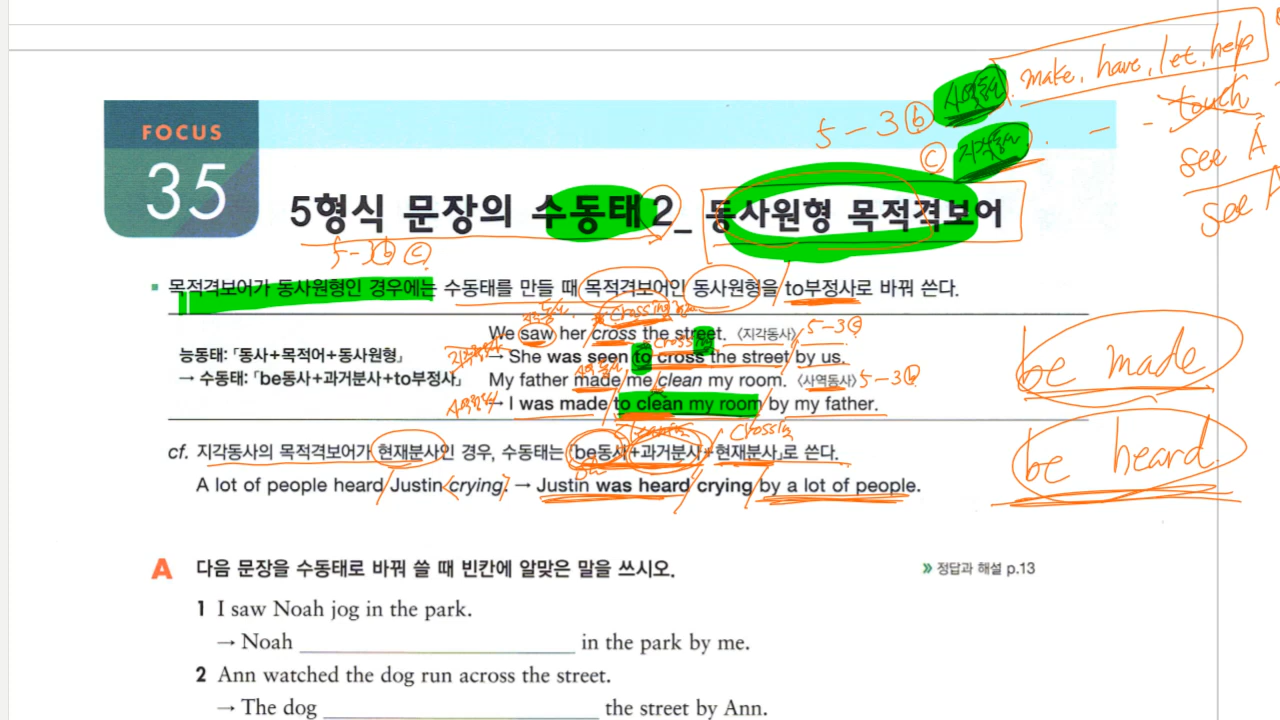 make, have, let, help
5-3ⓑ 사역동사. touch
ⓒ 지각동사. see A
see A
FOCUS
35
5형식 문장의 수동태2_ 동사원형 목적격보어
5-3ⓑ ⓒ
목적격보어가 동사원형인 경우에는 수동태를 만들 때 목적격보어인 동사원형을 to부정사로 바꿔 쓴다.
crossing
We saw her cross the street. 〈지각동사〉 5-3ⓒ
능동태: 「동사+목적어+동사원형」
→ She was seen to cross the street by us.
→ 수동태: 「be동사+과거분사+to부정사」
My father made me clean my room. 〈사역동사〉 5-3ⓑ
→ I was made to clean my room by my father.
be made
crossing
cf. 지각동사의 목적격보어가 현재분사인 경우, 수동태는 「be동사+과거분사+현재분사」로 쓴다.
be heard
A lot of people heard Justin crying. → Justin was heard crying by a lot of people.
A 다음 문장을 수동태로 바꿔 쓸 때 빈칸에 알맞은 말을 쓰시오.
정답과 해설 p.13
1 I saw Noah jog in the park.
→ Noah in the park by me.
2 Ann watched the dog run across the street.
→ The dog the street by Ann.